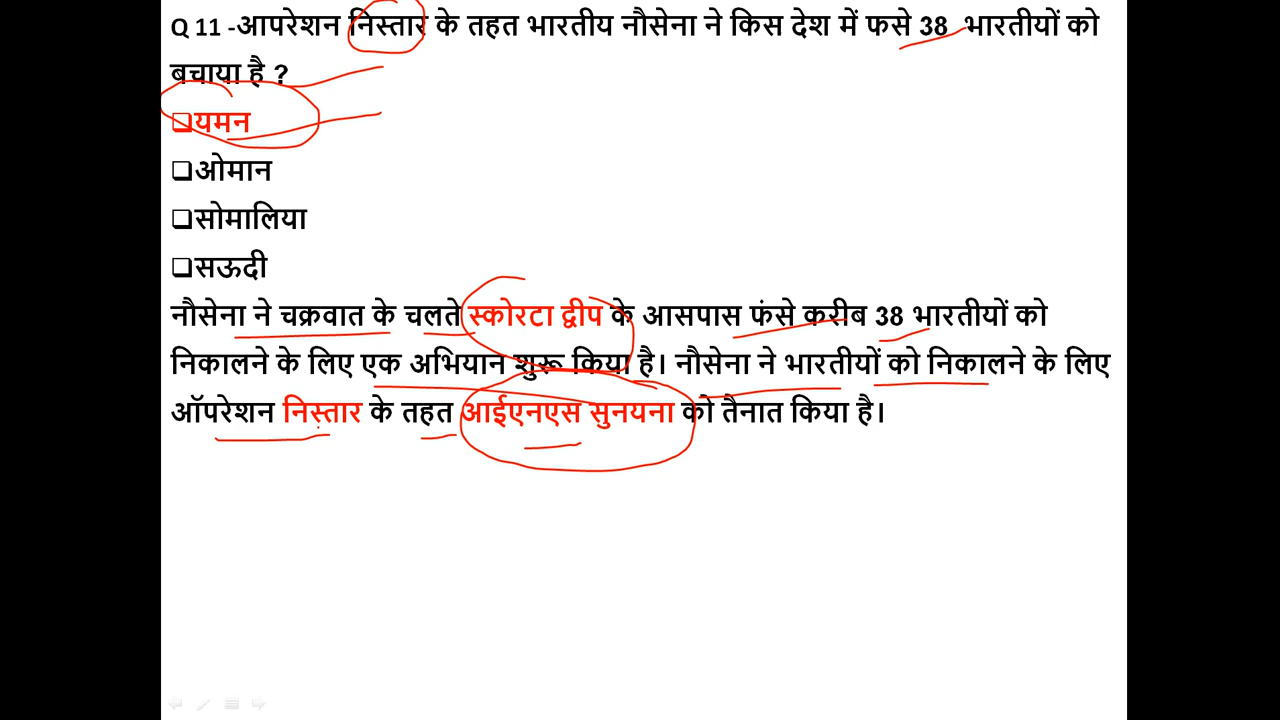 Q 11 -आपरेशन निस्तार के तहत भारतीय नौसेना ने किस देश में फसे 38 भारतीयों को
बचाया है ?
❑यमन
❑ओमान
❑सोमालिया
❑सऊदी
नौसेना ने चक्रवात के चलते स्कोरटा द्वीप के आसपास फंसे करीब 38 भारतीयों को
निकालने के लिए एक अभियान शुरू किया है। नौसेना ने भारतीयों को निकालने के लिए
ऑपरेशन निस्तार के तहत आईएनएस सुनयना को तैनात किया है।